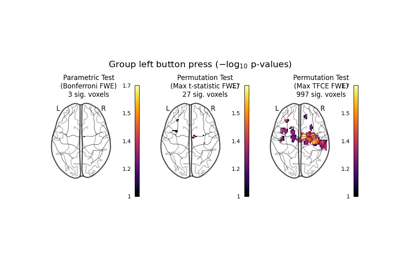 Group left button press (−log10 p-values)
Parametric Test
(Bonferroni FWE)
3 sig. voxels
Permutation Test
(Max t-statistic FWE)
27 sig. voxels
Permutation Test
(Max TFCE FWE)
997 sig. voxels
L R
1.7
1.5
1.4
1.2
1
L R
1.7
1.5
1.4
1.2
1
L R
1.7
1.5
1.4
1.2
1